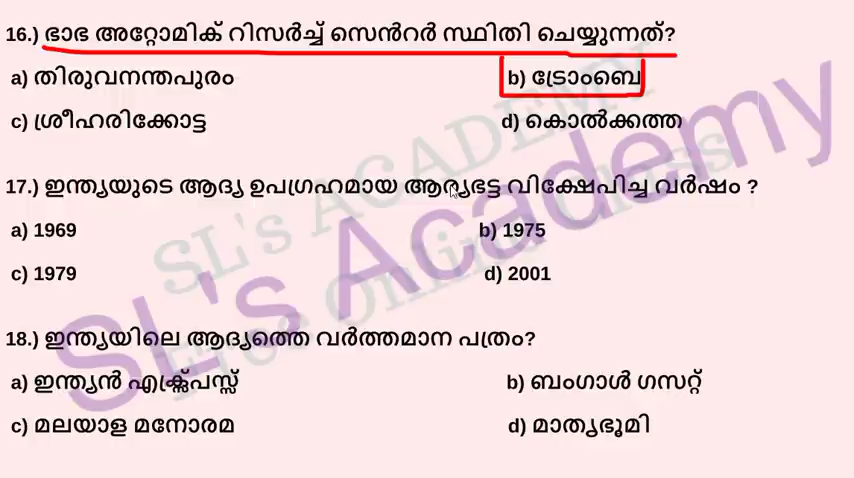 16.) ഭാഭ അറ്റോമിക് റിസർച്ച് സെൻറർ സ്ഥിതി ചെയ്യുന്നത്?
a) തിരുവനന്തപുരം b) ട്രോംബെ
c) ശ്രീഹരിക്കോട്ട d) കൊൽക്കത്ത
17.) ഇന്ത്യയുടെ ആദ്യ ഉപഗ്രഹമായ ആര്യഭട്ട വിക്ഷേപിച്ച വർഷം ?
a) 1969 b) 1975
c) 1979 d) 2001
18.) ഇന്ത്യയിലെ ആദ്യത്തെ വർത്തമാന പത്രം?
a) ഇന്ത്യൻ എക്സ്പ്രസ്സ് b) ബംഗാൾ ഗസറ്റ്
c) മലയാള മനോരമ d) മാതൃഭൂമി
SL's Academy
SL's ACADEMY